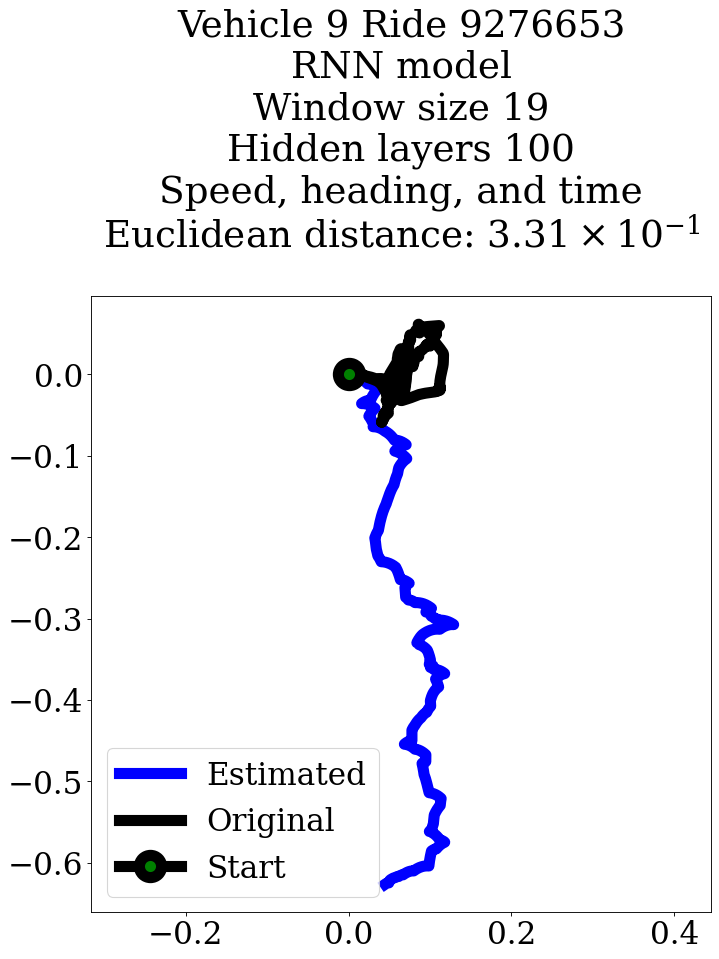 Vehicle 9 Ride 9276653
RNN model
Window size 19
Hidden layers 100
Speed, heading, and time
Euclidean distance: 3.31 × 10⁻¹
0.0
−0.1
−0.2
−0.3
−0.4
−0.5
−0.6
Estimated
Original
Start
−0.2
0.0
0.2
0.4